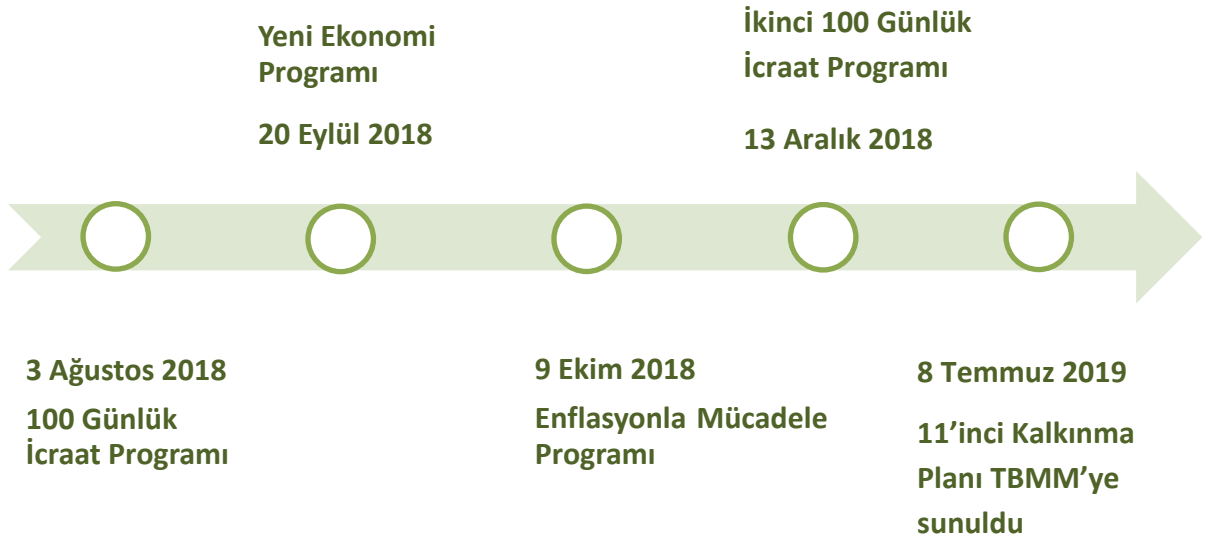 Yeni Ekonomi
Programı
20 Eylül 2018
İkinci 100 Günlük
İcraat Programı
13 Aralık 2018
3 Ağustos 2018
100 Günlük
İcraat Programı
9 Ekim 2018
Enflasyonla Mücadele
Programı
8 Temmuz 2019
11’inci Kalkınma
Planı TBMM’ye
sunuldu